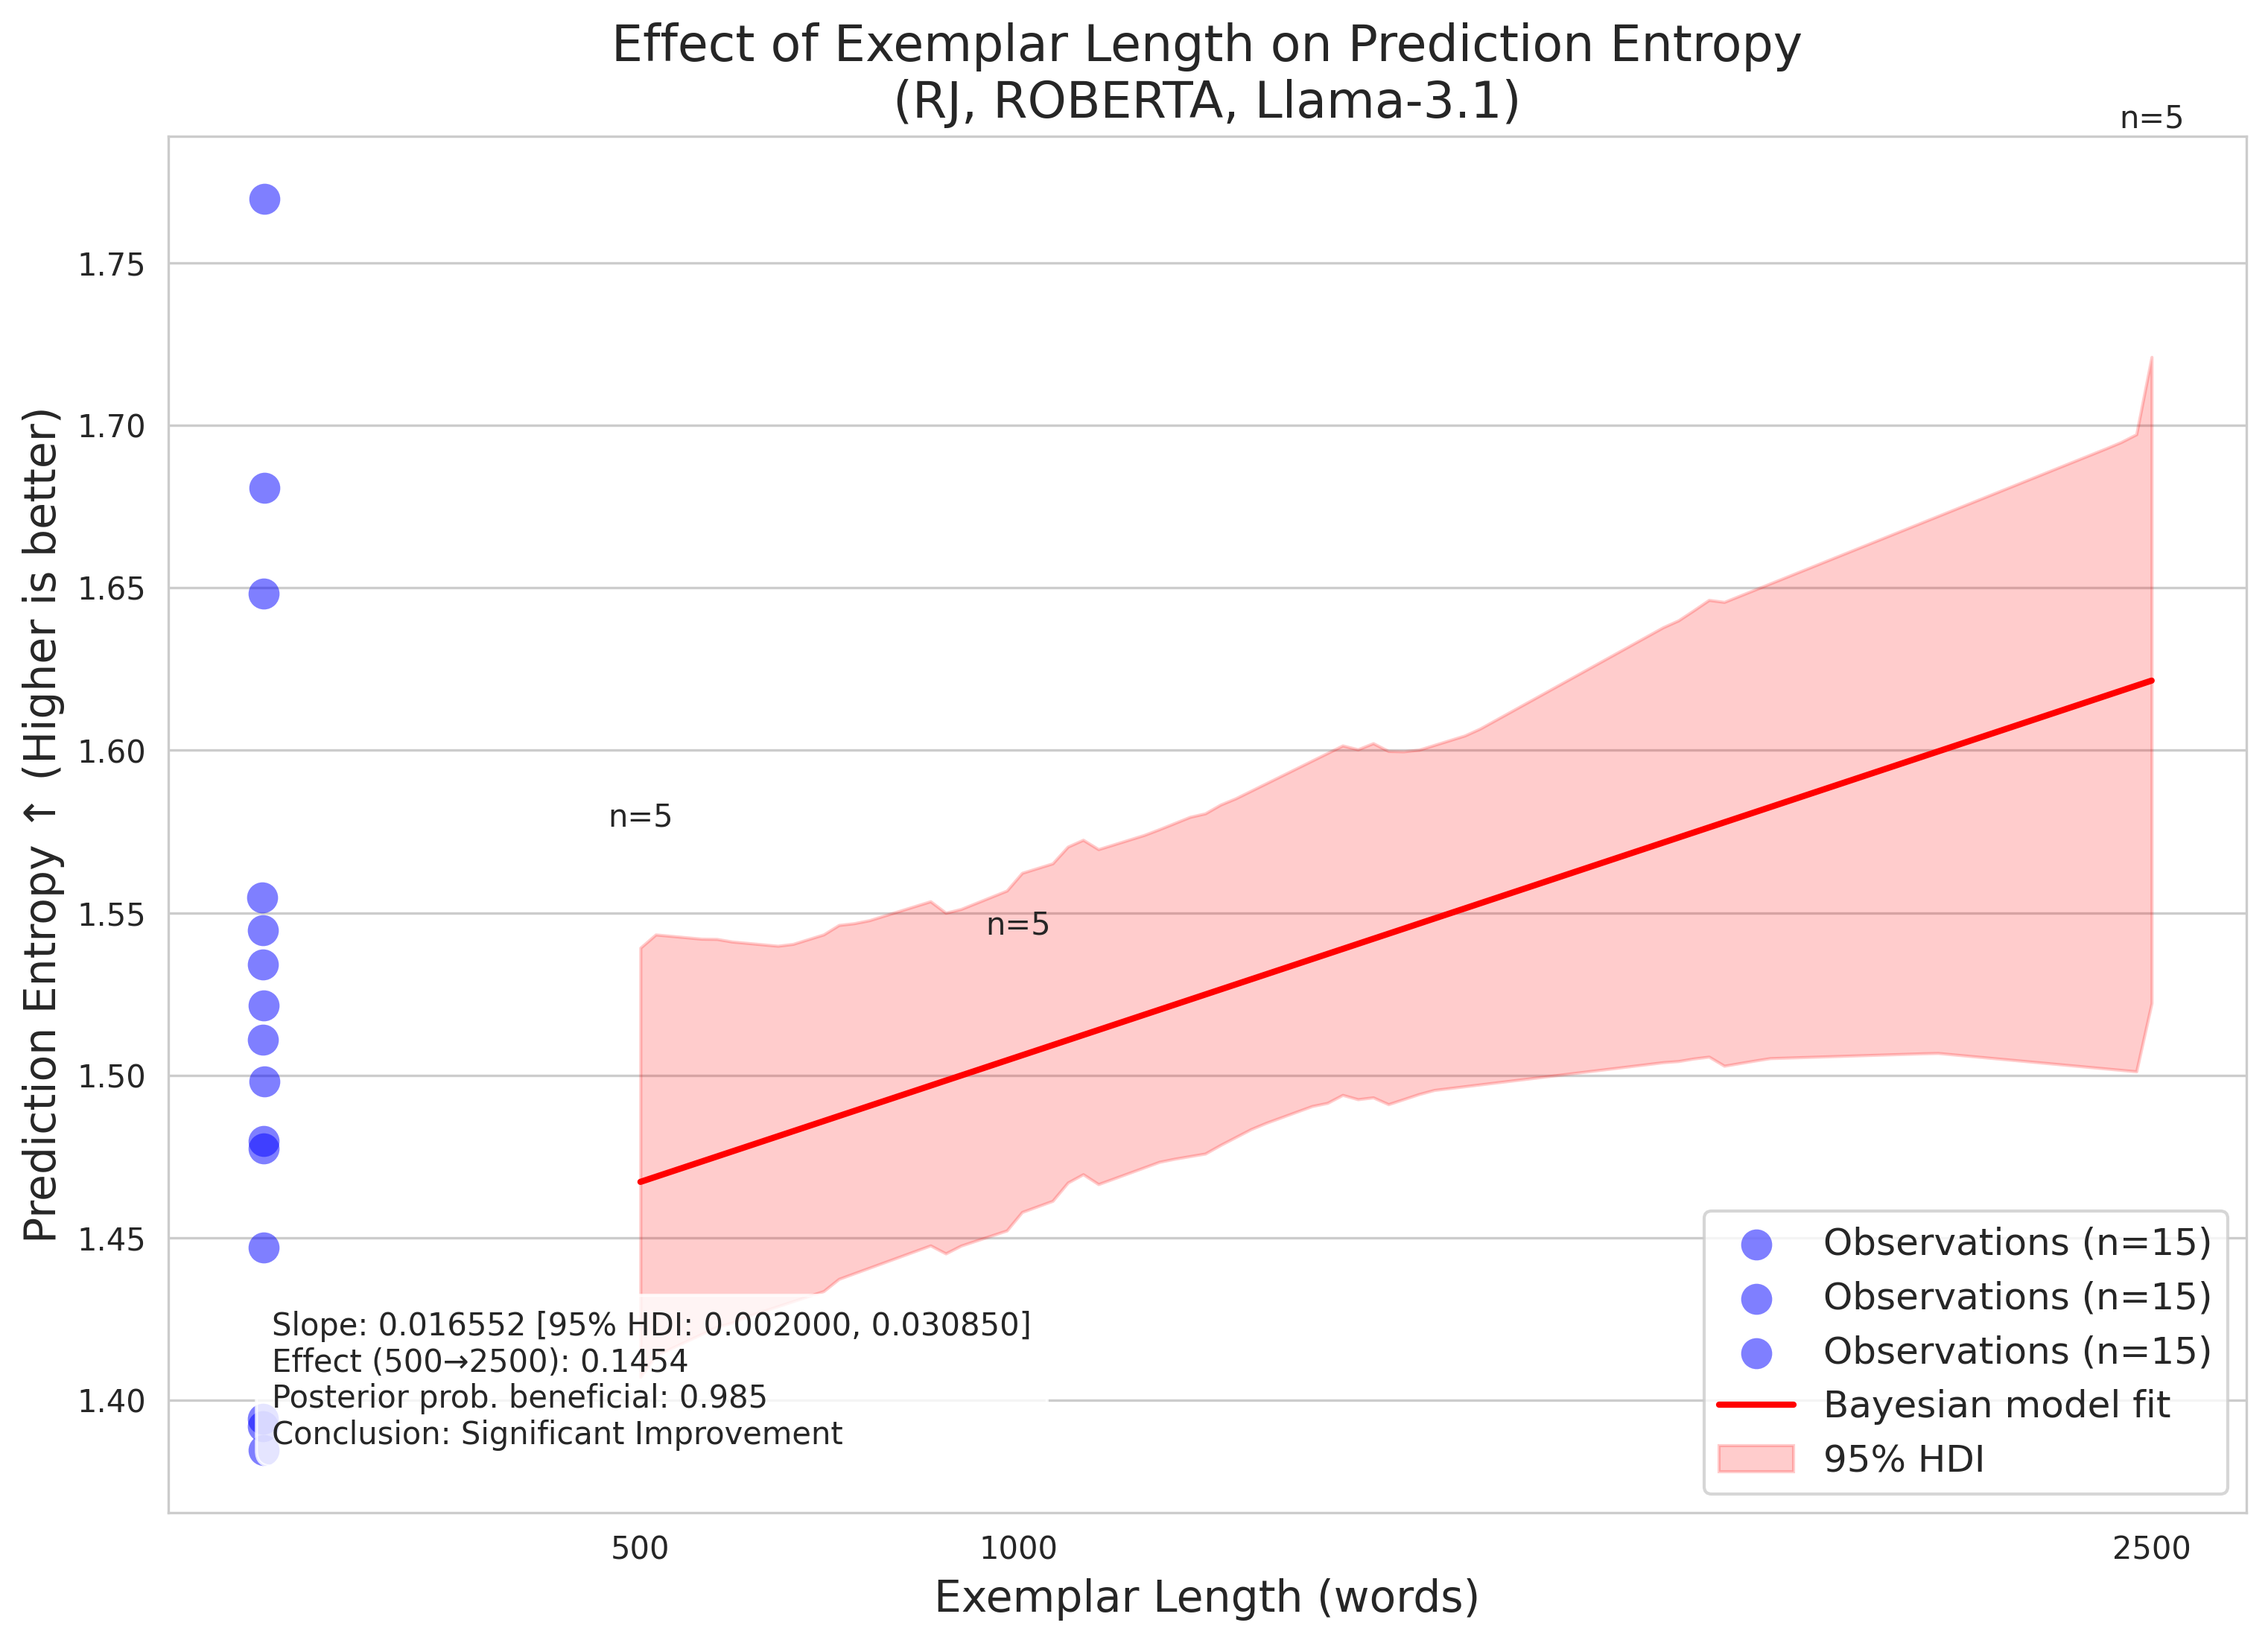 Effect of Exemplar Length on Prediction Entropy
(RJ, ROBERTA, Llama-3.1)
n=5
n=5
n=5
Prediction Entropy ↑ (Higher is better)
1.75
1.70
1.65
1.60
1.55
1.50
1.45
1.40
Slope: 0.016552 [95% HDI: 0.002000, 0.030850]
Effect (500→2500): 0.1454
Posterior prob. beneficial: 0.985
Conclusion: Significant Improvement
Observations (n=15)
Observations (n=15)
Observations (n=15)
Bayesian model fit
95% HDI
500
1000
2500
Exemplar Length (words)